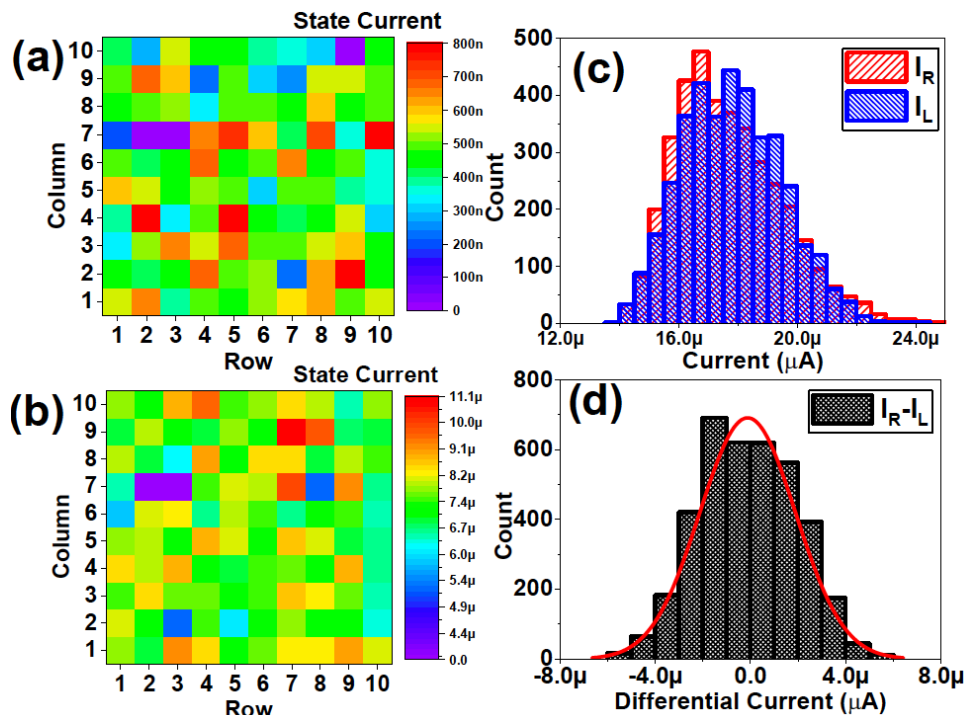 (a)
State Current
10
9
8
7
6
5
4
3
2
1
Column
1 2 3 4 5 6 7 8 9 10
Row
800n
700n
600n
500n
400n
300n
200n
100n
0
(b)
State Current
10
9
8
7
6
5
4
3
2
1
Column
1 2 3 4 5 6 7 8 9 10
Row
11.1µ
10.1µ
9.1µ
8.2µ
7.4µ
6.7µ
6.0µ
5.4µ
4.9µ
4.4µ
0.0
(c)
I_R
I_L
500
400
300
200
100
0
Count
12.0µ 16.0µ 20.0µ 24.0µ
Current (µA)
(d)
I_R-I_L
800
600
400
200
0
Count
-8.0µ -4.0µ 0.0 4.0µ 8.0µ
Differential Current (µA)